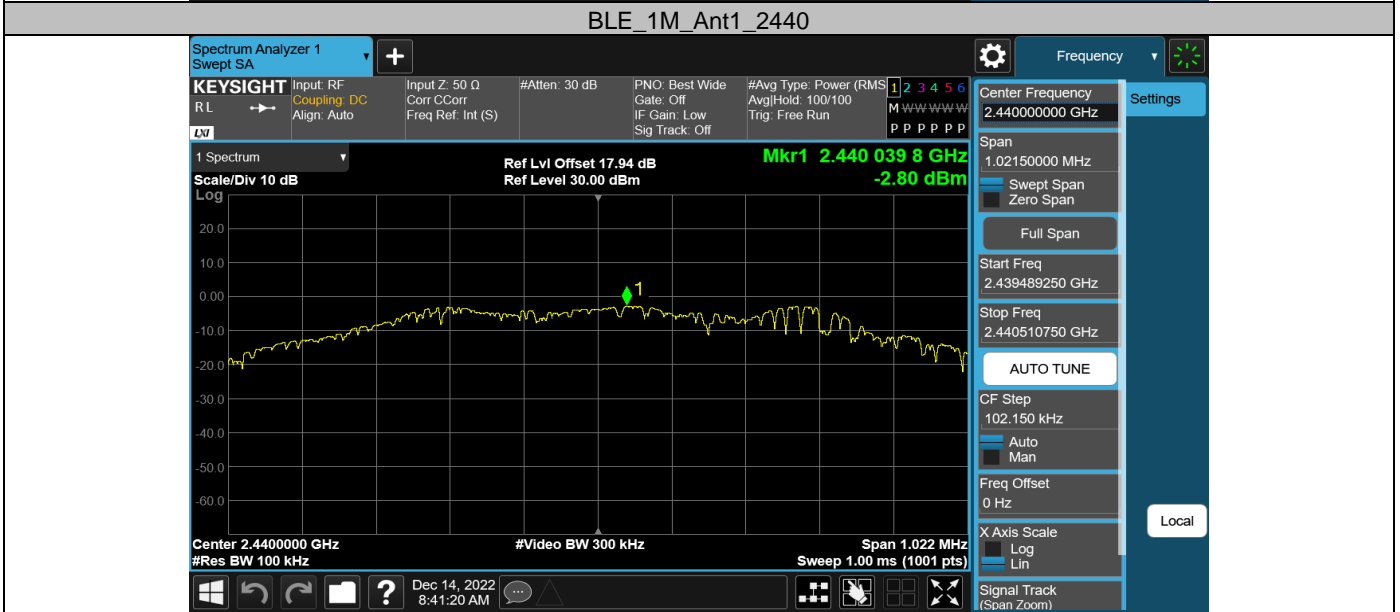 BLE_1M_Ant1_2440
Spectrum Analyzer 1
Swept SA
Frequency
KEYSIGHT
RL
LXI
Input: RF
Coupling: DC
Align: Auto
Input Z: 50 Ω
Corr CCorr
Freq Ref: Int (S)
#Atten: 30 dB
PNO: Best Wide
Gate: Off
IF Gain: Low
Sig Track: Off
#Avg Type: Power (RMS
Avg|Hold: 100/100
Trig: Free Run
1 2 3 4 5 6
M W W W W W
P P P P P P
1 Spectrum
Scale/Div 10 dB
Log
Ref Lvl Offset 17.94 dB
Ref Level 30.00 dBm
Mkr1 2.440 039 8 GHz
-2.80 dBm
20.0
10.0
0.00
-10.0
-20.0
-30.0
-40.0
-50.0
-60.0
1
Center 2.4400000 GHz
#Res BW 100 kHz
#Video BW 300 kHz
Span 1.022 MHz
Sweep 1.00 ms (1001 pts)
Dec 14, 2022
8:41:20 AM
Center Frequency
2.440000000 GHz
Settings
Span
1.02150000 MHz
Swept Span
Zero Span
Full Span
Start Freq
2.439489250 GHz
Stop Freq
2.440510750 GHz
AUTO TUNE
CF Step
102.150 kHz
Auto
Man
Freq Offset
0 Hz
X Axis Scale
Log
Lin
Local
Signal Track
(Span Zoom)